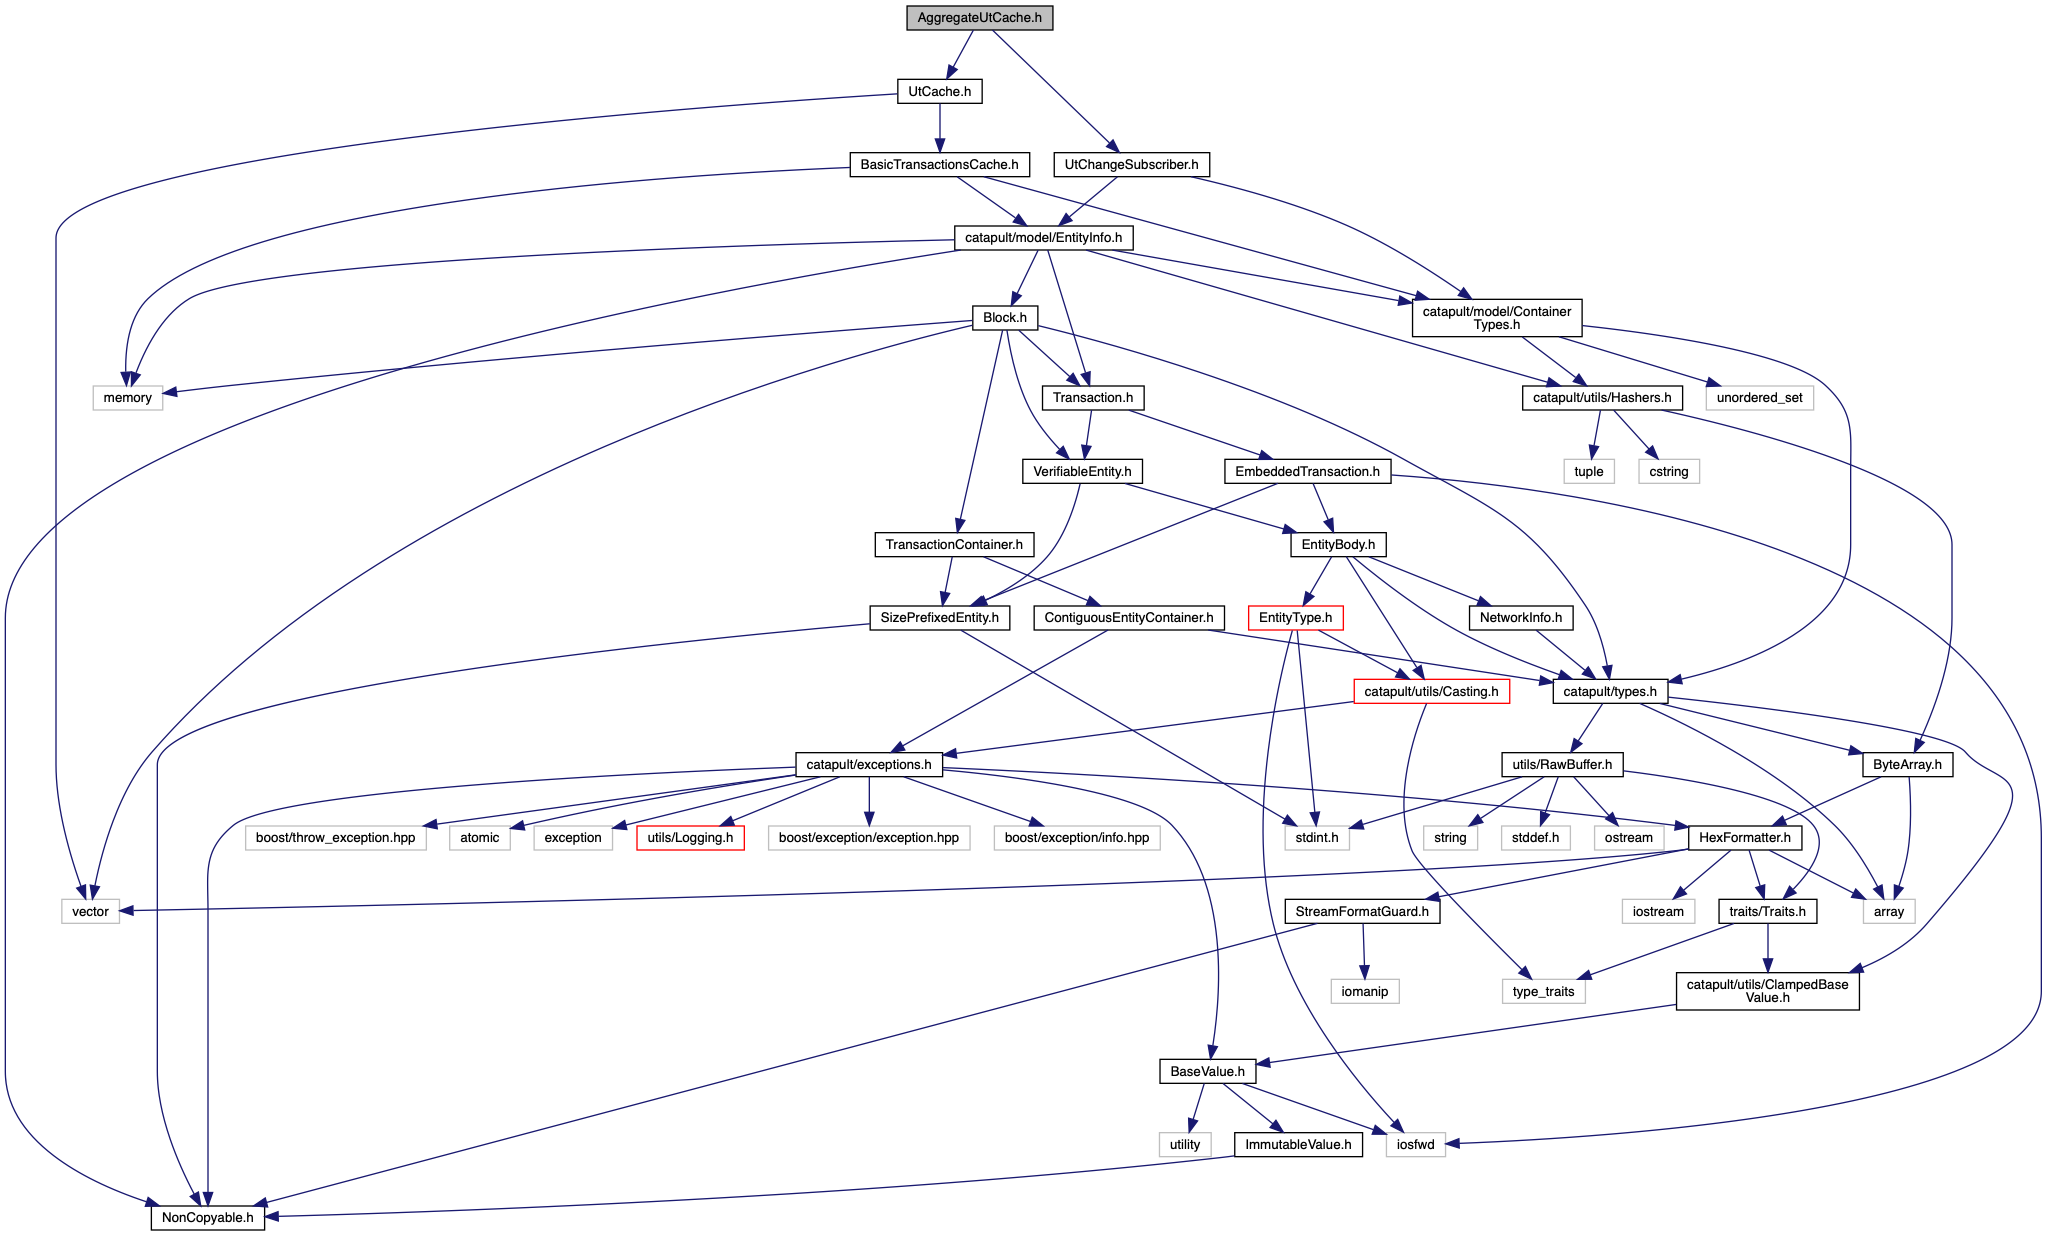 AggregateUtCache.h
UtCache.h
BasicTransactionsCache.h
UtChangeSubscriber.h
catapult/model/EntityInfo.h
Block.h
catapult/model/Container
Types.h
memory
Transaction.h
catapult/utils/Hashers.h
unordered_set
VerifiableEntity.h
EmbeddedTransaction.h
tuple
cstring
TransactionContainer.h
EntityBody.h
SizePrefixedEntity.h
ContiguousEntityContainer.h
EntityType.h
NetworkInfo.h
catapult/utils/Casting.h
catapult/types.h
catapult/exceptions.h
utils/RawBuffer.h
ByteArray.h
boost/throw_exception.hpp
atomic
exception
utils/Logging.h
boost/exception/exception.hpp
boost/exception/info.hpp
stdint.h
string
stddef.h
ostream
HexFormatter.h
vector
StreamFormatGuard.h
iostream
traits/Traits.h
array
iomanip
type_traits
catapult/utils/ClampedBase
Value.h
BaseValue.h
utility
ImmutableValue.h
iosfwd
NonCopyable.h